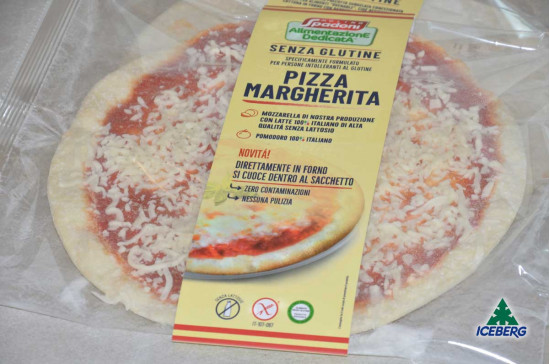 Spadoni
Alimentazione
Dedicata
SENZA GLUTINE
SPECIFICAMENTE FORMULATO
PER PERSONE INTOLLERANTI AL GLUTINE
PIZZA
MARGHERITA
MOZZARELLA DI NOSTRA PRODUZIONE
CON LATTE 100% ITALIANO DI ALTA
QUALITÀ SENZA LATTOSIO
POMODORO 100% ITALIANO
NOVITÀ!
DIRETTAMENTE IN FORNO
SI CUOCE DENTRO AL SACCHETTO
ZERO CONTAMINAZIONI
NESSUNA PULIZIA
SENZA LATTOSIO
ICEBERG